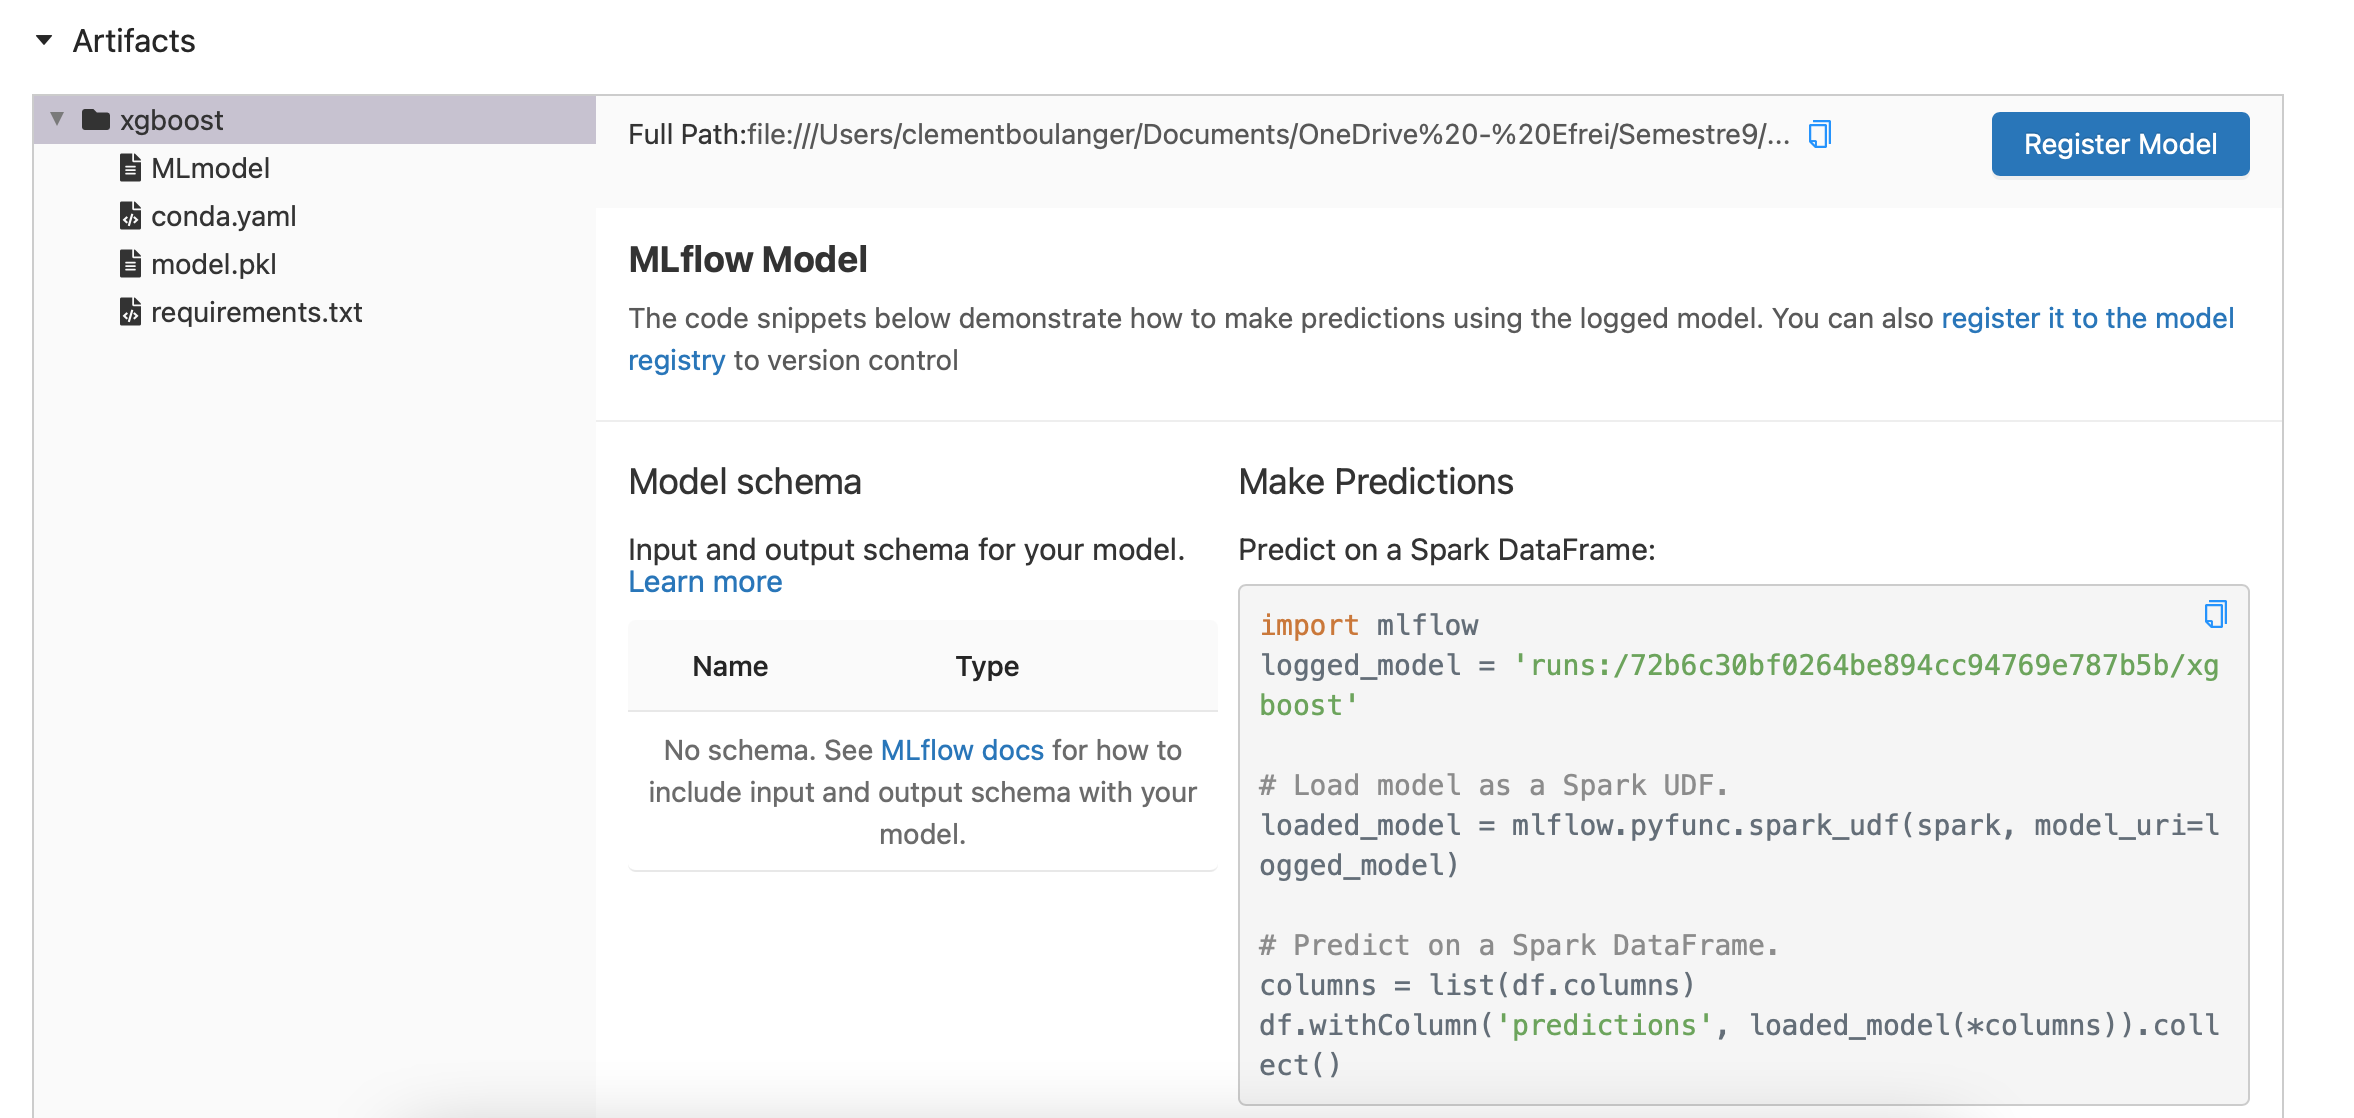 Artifacts
xgboost
MLmodel
conda.yaml
model.pkl
requirements.txt
Full Path:file:///Users/clementboulanger/Documents/OneDrive%20-%20Efrei/Semestre9/...
Register Model
MLflow Model
The code snippets below demonstrate how to make predictions using the logged model. You can also register it to the model
registry to version control
Model schema
Input and output schema for your model.
Learn more
Name Type
No schema. See MLflow docs for how to
include input and output schema with your
model.
Make Predictions
Predict on a Spark DataFrame:
import mlflow
logged_model = 'runs:/72b6c30bf0264be894cc94769e787b5b/xg
boost'
# Load model as a Spark UDF.
loaded_model = mlflow.pyfunc.spark_udf(spark, model_uri=l
ogged_model)
# Predict on a Spark DataFrame.
columns = list(df.columns)
df.withColumn('predictions', loaded_model(*columns)).coll
ect()